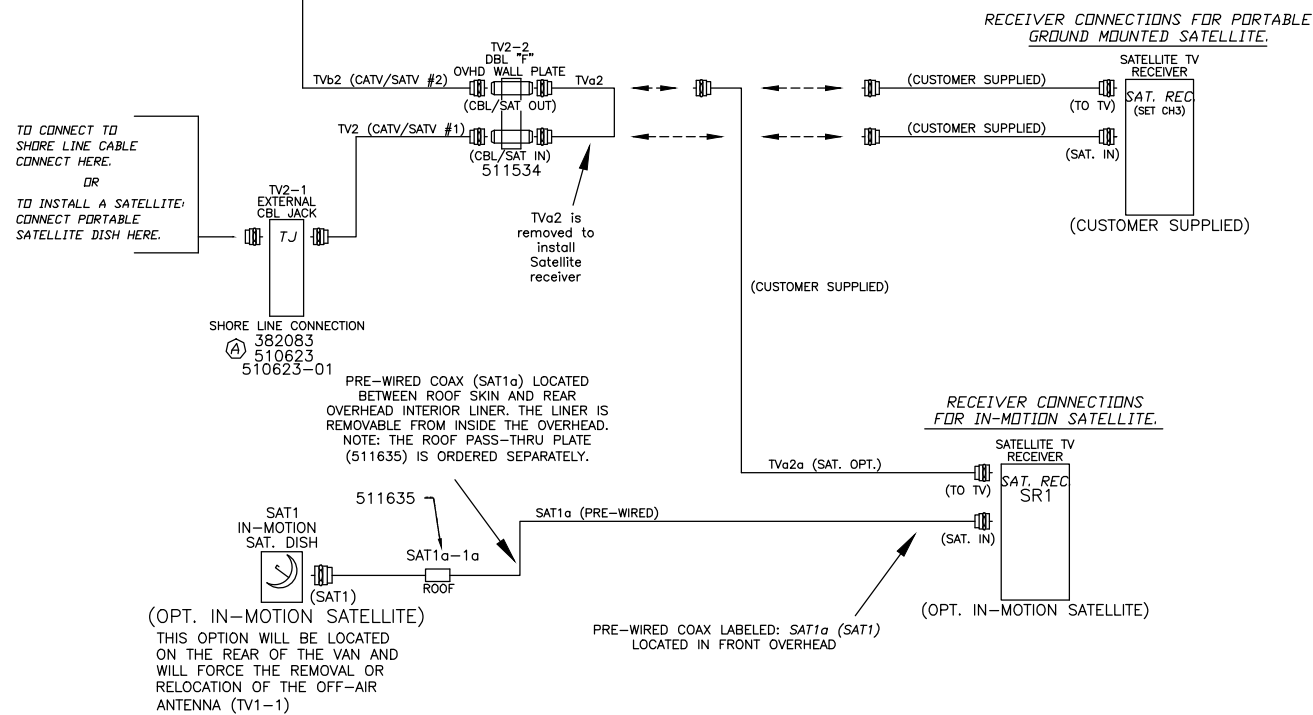 RECEIVER CONNECTIONS FOR PORTABLE
GROUND MOUNTED SATELLITE.
TV2-2
DBL "F"
OVHD WALL PLATE
TVb2 (CATV/SATV #2)
TVa2
(CBL/SAT OUT)
TV2 (CATV/SATV #1)
(CBL/SAT IN)
511534
(CUSTOMER SUPPLIED)
(CUSTOMER SUPPLIED)
SATELLITE TV
RECEIVER
SAT. REC
(SET CH3)
(TO TV)
(SAT. IN)
(CUSTOMER SUPPLIED)
TO CONNECT TO
SHORE LINE CABLE
CONNECT HERE.
OR
TO INSTALL A SATELLITE:
CONNECT PORTABLE
SATELLITE DISH HERE.
TV2-1
EXTERNAL
CBL JACK
TJ
SHORE LINE CONNECTION
A
382083
510623
510623-01
TVa2 is
removed to
install
Satellite
receiver
(CUSTOMER SUPPLIED)
PRE-WIRED COAX (SAT1a) LOCATED
BETWEEN ROOF SKIN AND REAR
OVERHEAD INTERIOR LINER. THE LINER IS
REMOVABLE FROM INSIDE THE OVERHEAD.
NOTE: THE ROOF PASS-THRU PLATE
(511635) IS ORDERED SEPARATELY.
RECEIVER CONNECTIONS
FOR IN-MOTION SATELLITE.
SATELLITE TV
RECEIVER
TVa2a (SAT. OPT.)
(TO TV)
SAT. REC
SR1
SAT1a (PRE-WIRED)
(SAT. IN)
(OPT. IN-MOTION SATELLITE)
511635
SAT1a-1a
ROOF
SAT1
IN-MOTION
SAT. DISH
(SAT1)
(OPT. IN-MOTION SATELLITE)
THIS OPTION WILL BE LOCATED
ON THE REAR OF THE VAN AND
WILL FORCE THE REMOVAL OR
RELOCATION OF THE OFF-AIR
ANTENNA (TV1-1)
PRE-WIRED COAX LABELED: SAT1a (SAT1)
LOCATED IN FRONT OVERHEAD